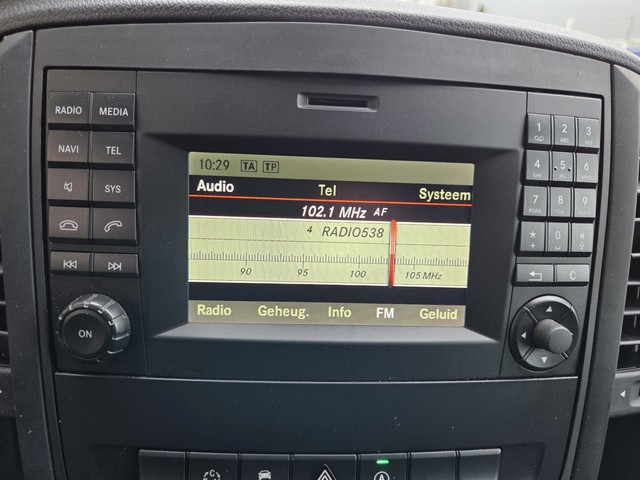 RADIO MEDIA
NAVI TEL
SYS
ON
10:29 TA TP
Audio Tel Systeem
102.1 MHz AF
4 RADIO538
90 95 100 105 MHz
Radio Geheug. Info FM Geluid
1 2 ABC 3
4 5 6
7 8 9
* 0 #
C
A